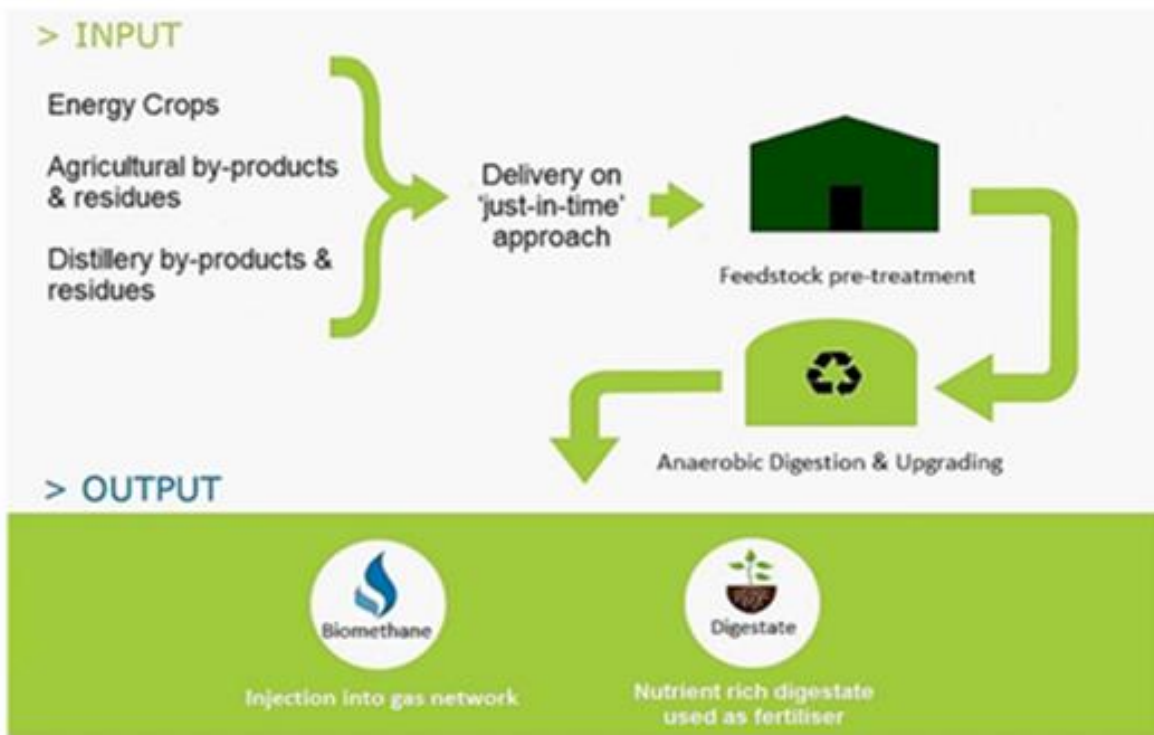 > INPUT
Energy Crops
Agricultural by-products
& residues
Distillery by-products &
residues
Delivery on
'just-in-time'
approach
Feedstock pre-treatment
Anaerobic Digestion & Upgrading
> OUTPUT
Biomethane
Injection into gas network
Digestate
Nutrient rich digestate
used as fertiliser